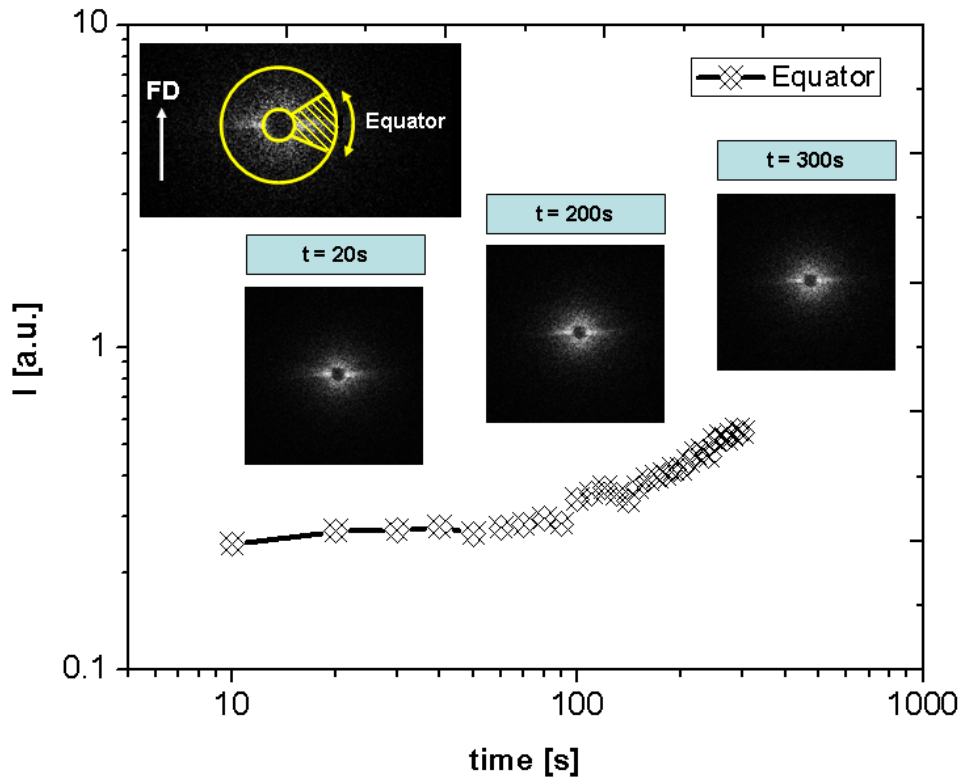 10
Equator
FD
Equator
t = 300s
t = 200s
t = 20s
I [a.u.]
1
0.1
10
100
1000
time [s]